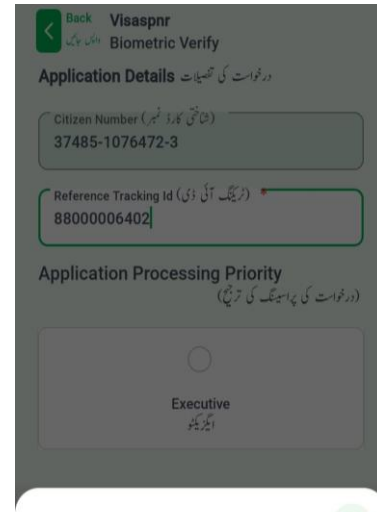 Back Visaspnr
واپس جائیں Biometric Verify
Application Details درخواست کی تفصیلات
Citizen Number (شناختی کارڈ نمبر)
37485-1076472-3
Reference Tracking Id (ٹریکنگ آئی ڈی) *
88000006402
Application Processing Priority
(درخواست کی پراسیسنگ کی ترجیح)
Executive
ایگزیکٹو